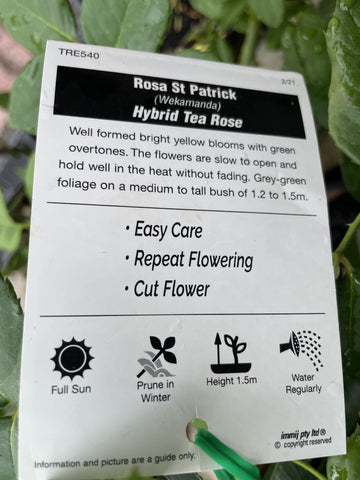 TRE540
2/21
Rosa St Patrick
(Wekamanda)
Hybrid Tea Rose
Well formed bright yellow blooms with green
overtones. The flowers are slow to open and
hold well in the heat without fading. Grey-green
foliage on a medium to tall bush of 1.2 to 1.5m.
• Easy Care
• Repeat Flowering
• Cut Flower
Full Sun
Prune in
Winter
Height 1.5m
Water
Regularly
immij pty ltd ®
© copyright reserved
Information and picture are a guide only.